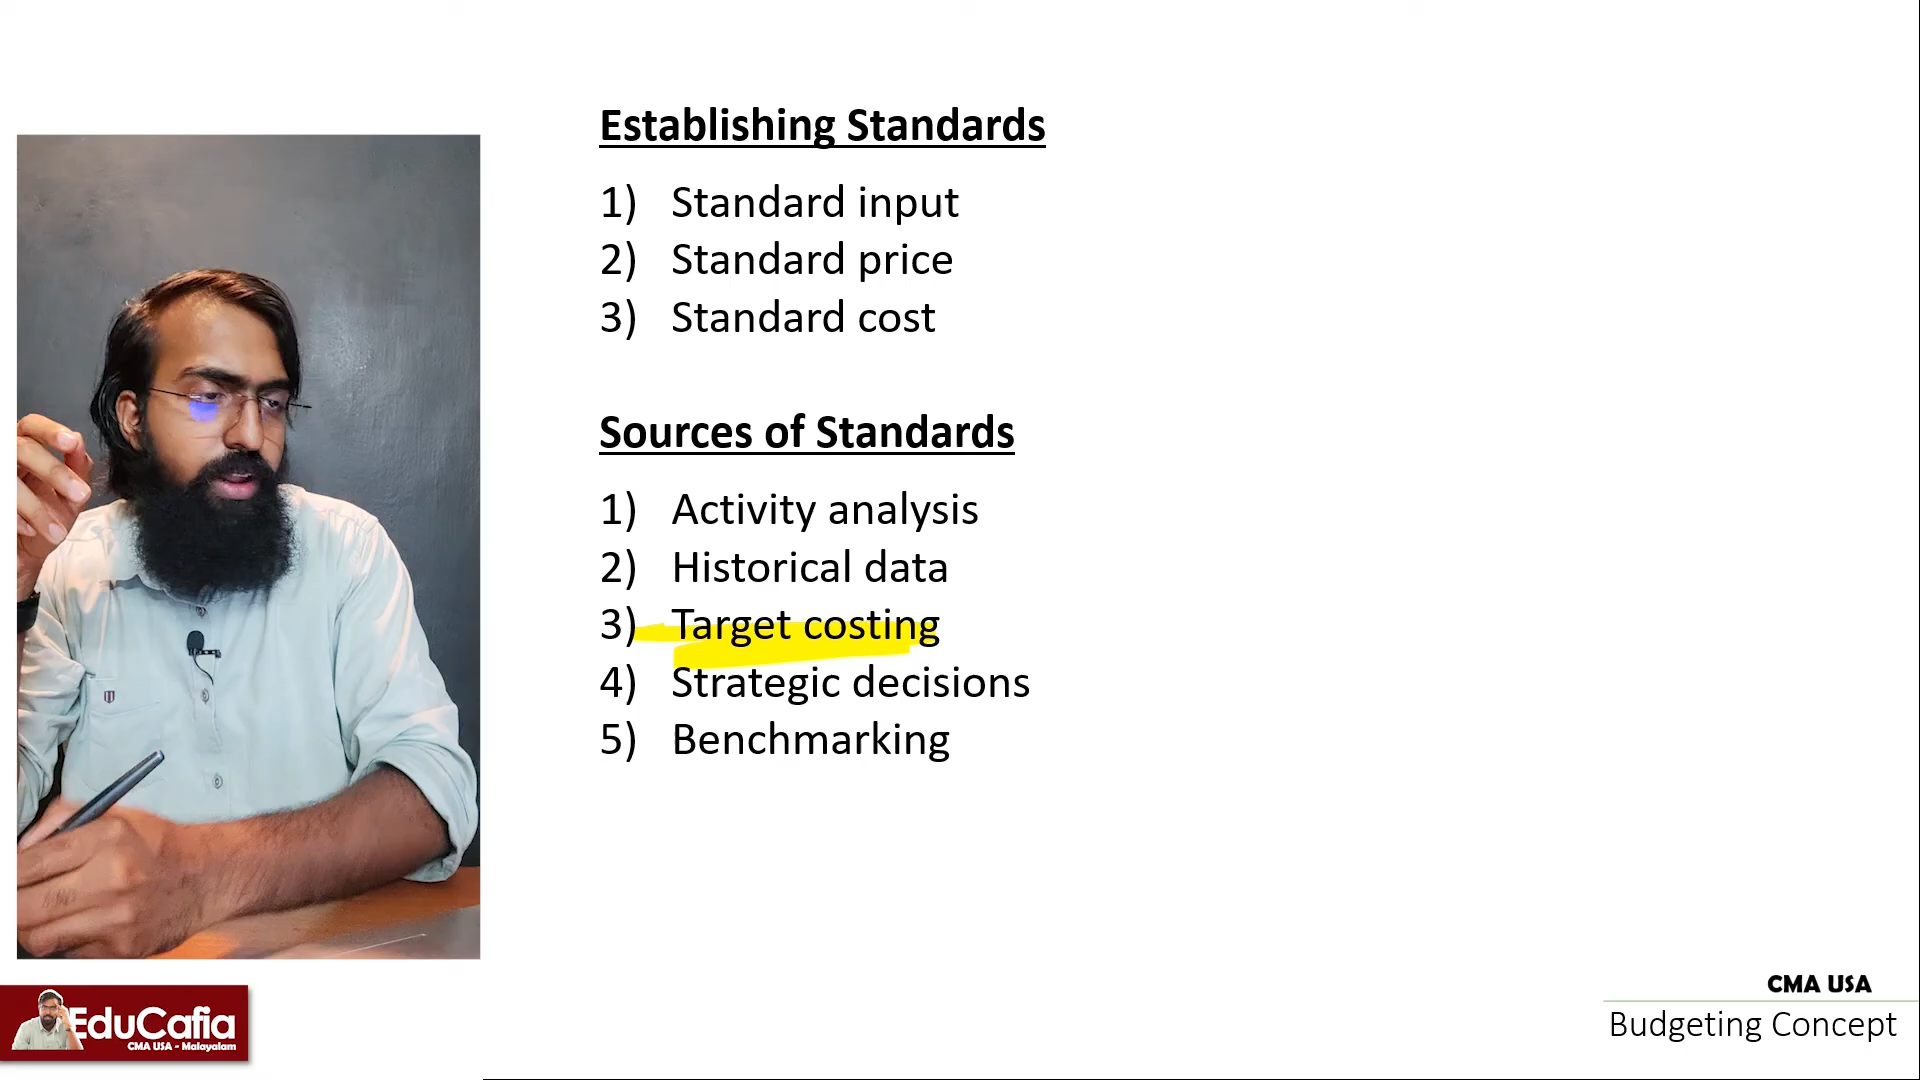 Establishing Standards
1) Standard input
2) Standard price
3) Standard cost
Sources of Standards
1) Activity analysis
2) Historical data
3) Target costing
4) Strategic decisions
5) Benchmarking
EduCafia
CMA USA - Malayalam
CMA USA
Budgeting Concept